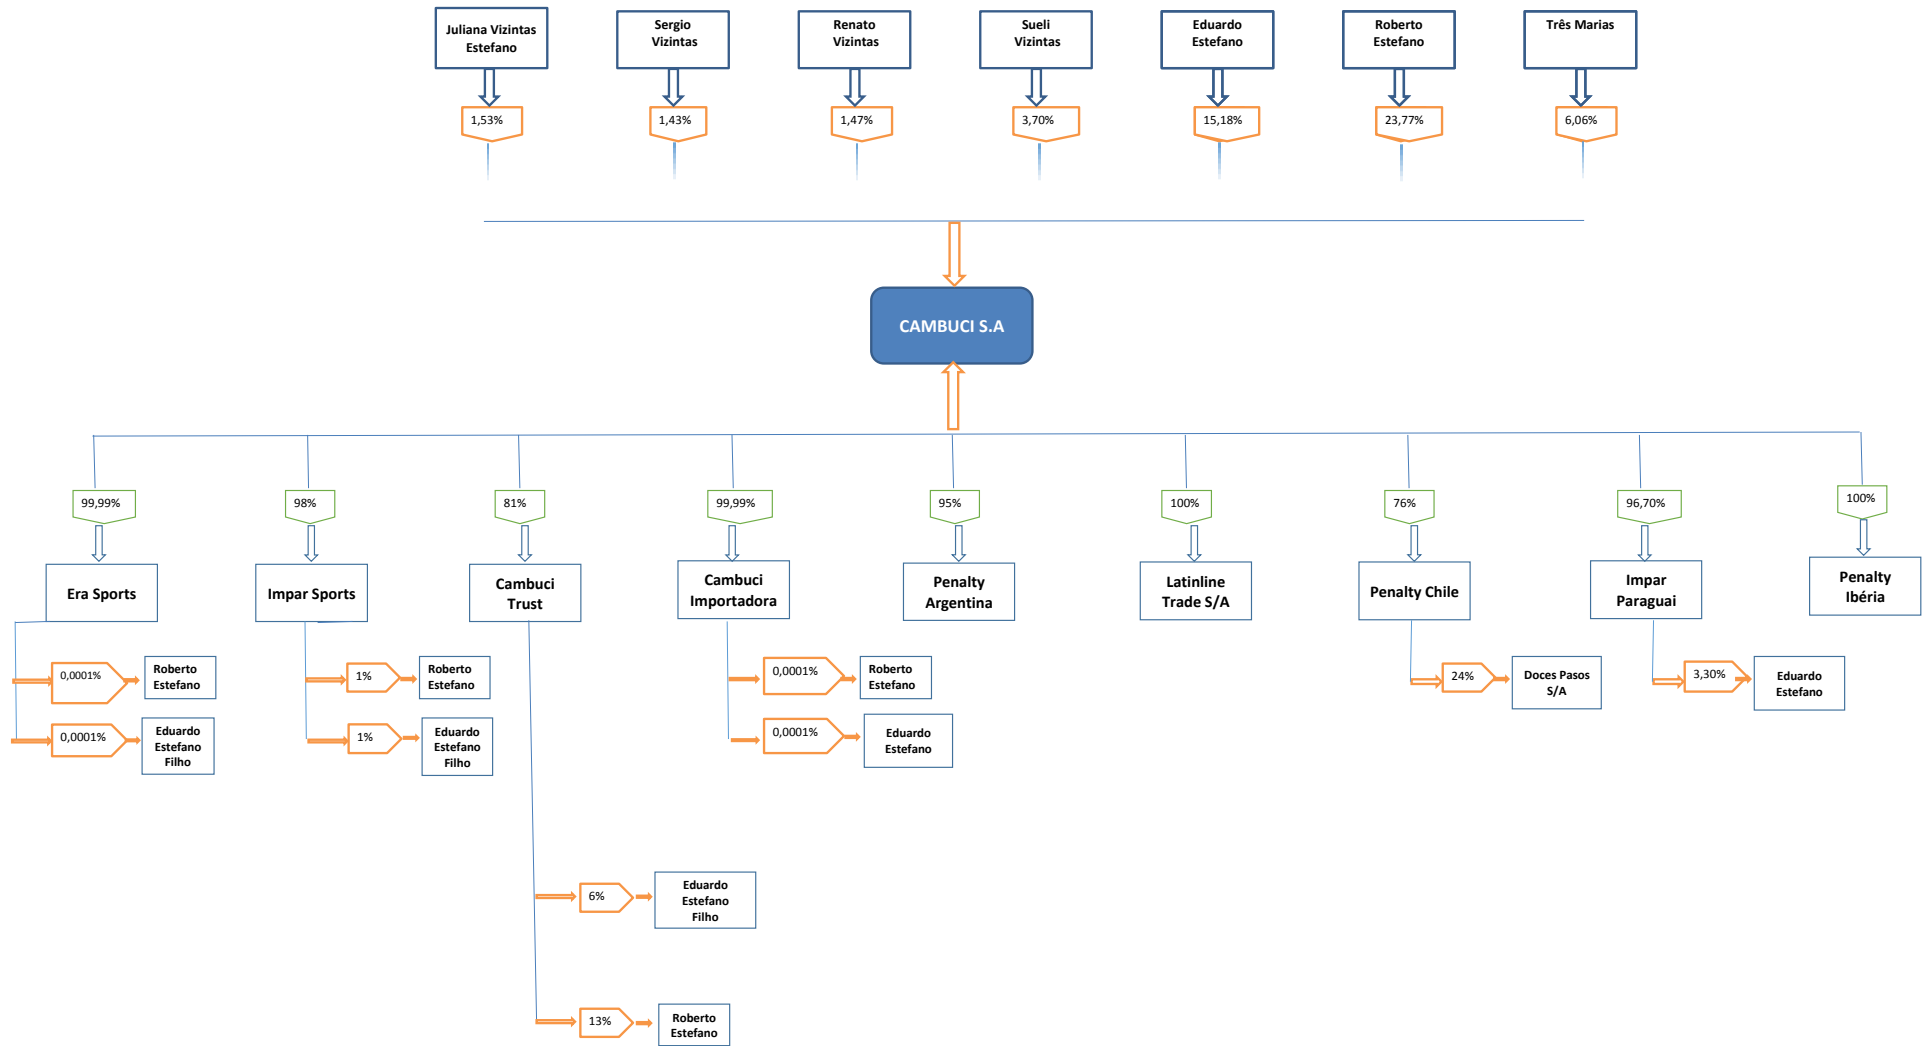 Juliana Vizintas
Estefano
Sergio
Vizintas
Renato
Vizintas
Sueli
Vizintas
Eduardo
Estefano
Roberto
Estefano
Três Marias
1,53%
1,43%
1,47%
3,70%
15,18%
23,77%
6,06%
CAMBUCI S.A
99,99%
98%
81%
99,99%
95%
100%
76%
96,70%
100%
Era Sports
Impar Sports
Cambuci
Trust
Cambuci
Importadora
Penalty
Argentina
Latinline
Trade S/A
Penalty Chile
Impar
Paraguai
Penalty
Ibéria
0,0001%
Roberto
Estefano
1%
Roberto
Estefano
0,0001%
Roberto
Estefano
24%
Doces Pasos
S/A
3,30%
Eduardo
Estefano
0,0001%
Eduardo
Estefano
Filho
1%
Eduardo
Estefano
Filho
0,0001%
Eduardo
Estefano
6%
Eduardo
Estefano
Filho
13%
Roberto
Estefano